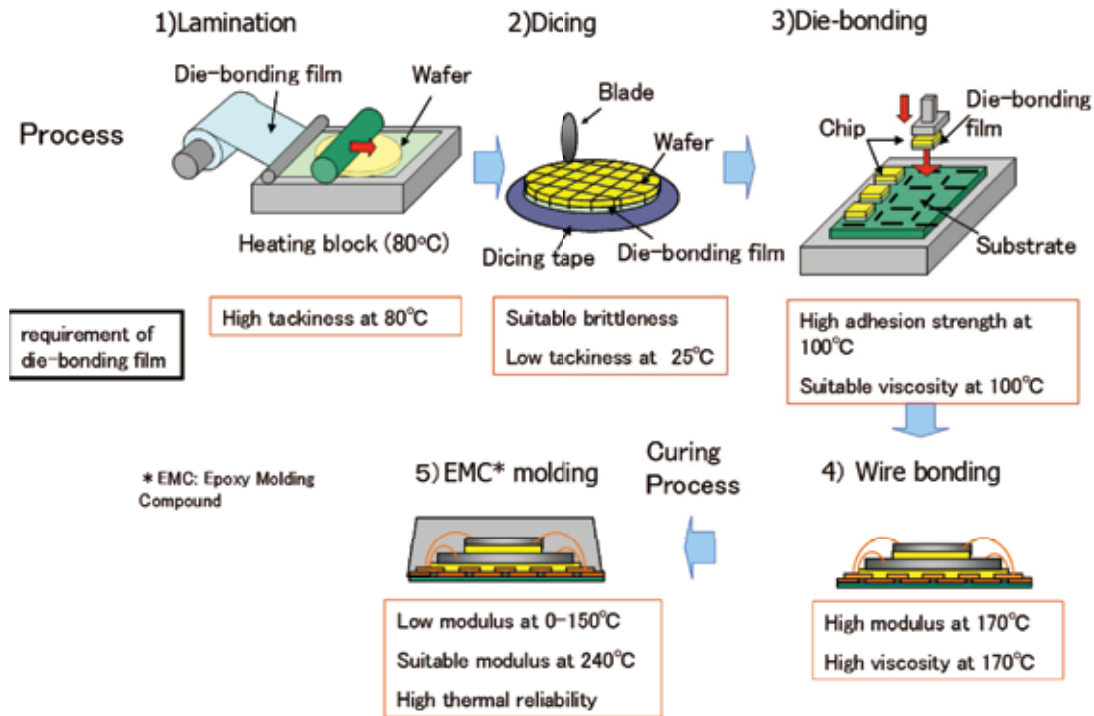 1)Lamination
2)Dicing
3)Die-bonding
Die-bonding film
Wafer
Blade
Die-bonding
film
Chip
Process
Wafer
Heating block (80°C)
Dicing tape
Die-bonding film
Substrate
requirement of
die-bonding film
High tackiness at 80°C
Suitable brittleness
Low tackiness at 25°C
High adhesion strength at
100°C
Suitable viscosity at 100°C
* EMC: Epoxy Molding
Compound
5)EMC* molding
Curing
Process
4) Wire bonding
Low modulus at 0-150°C
Suitable modulus at 240°C
High thermal reliability
High modulus at 170°C
High viscosity at 170°C